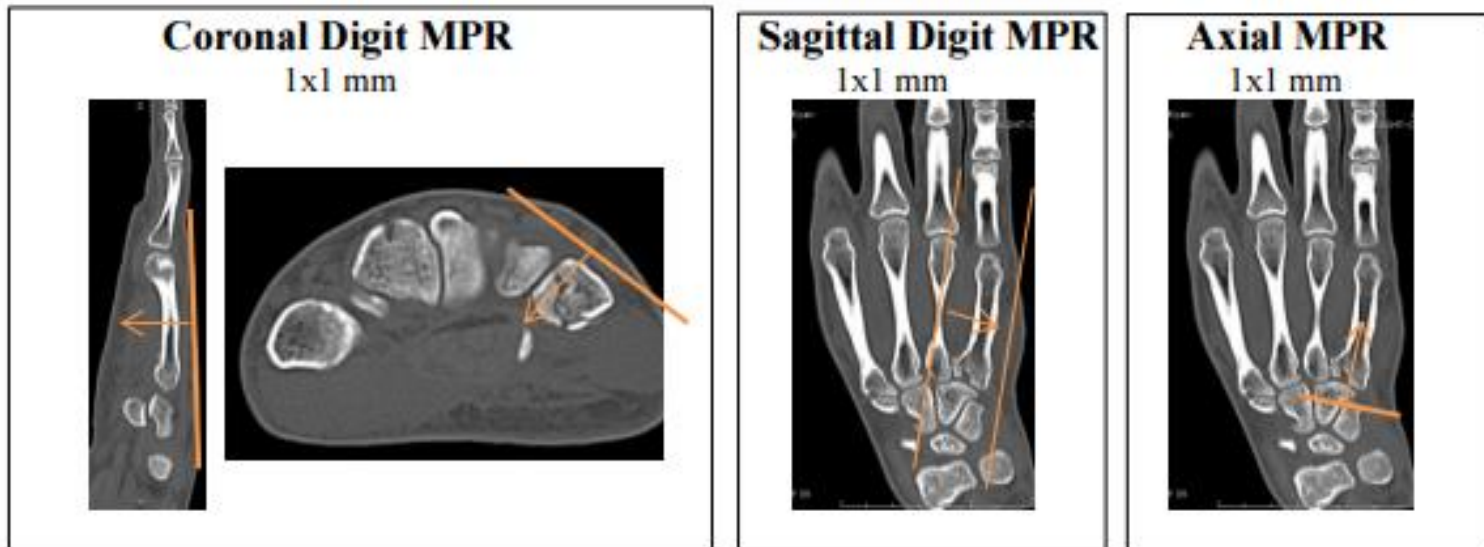 Coronal Digit MPR
1x1 mm
Sagittal Digit MPR
1x1 mm
Axial MPR
1x1 mm